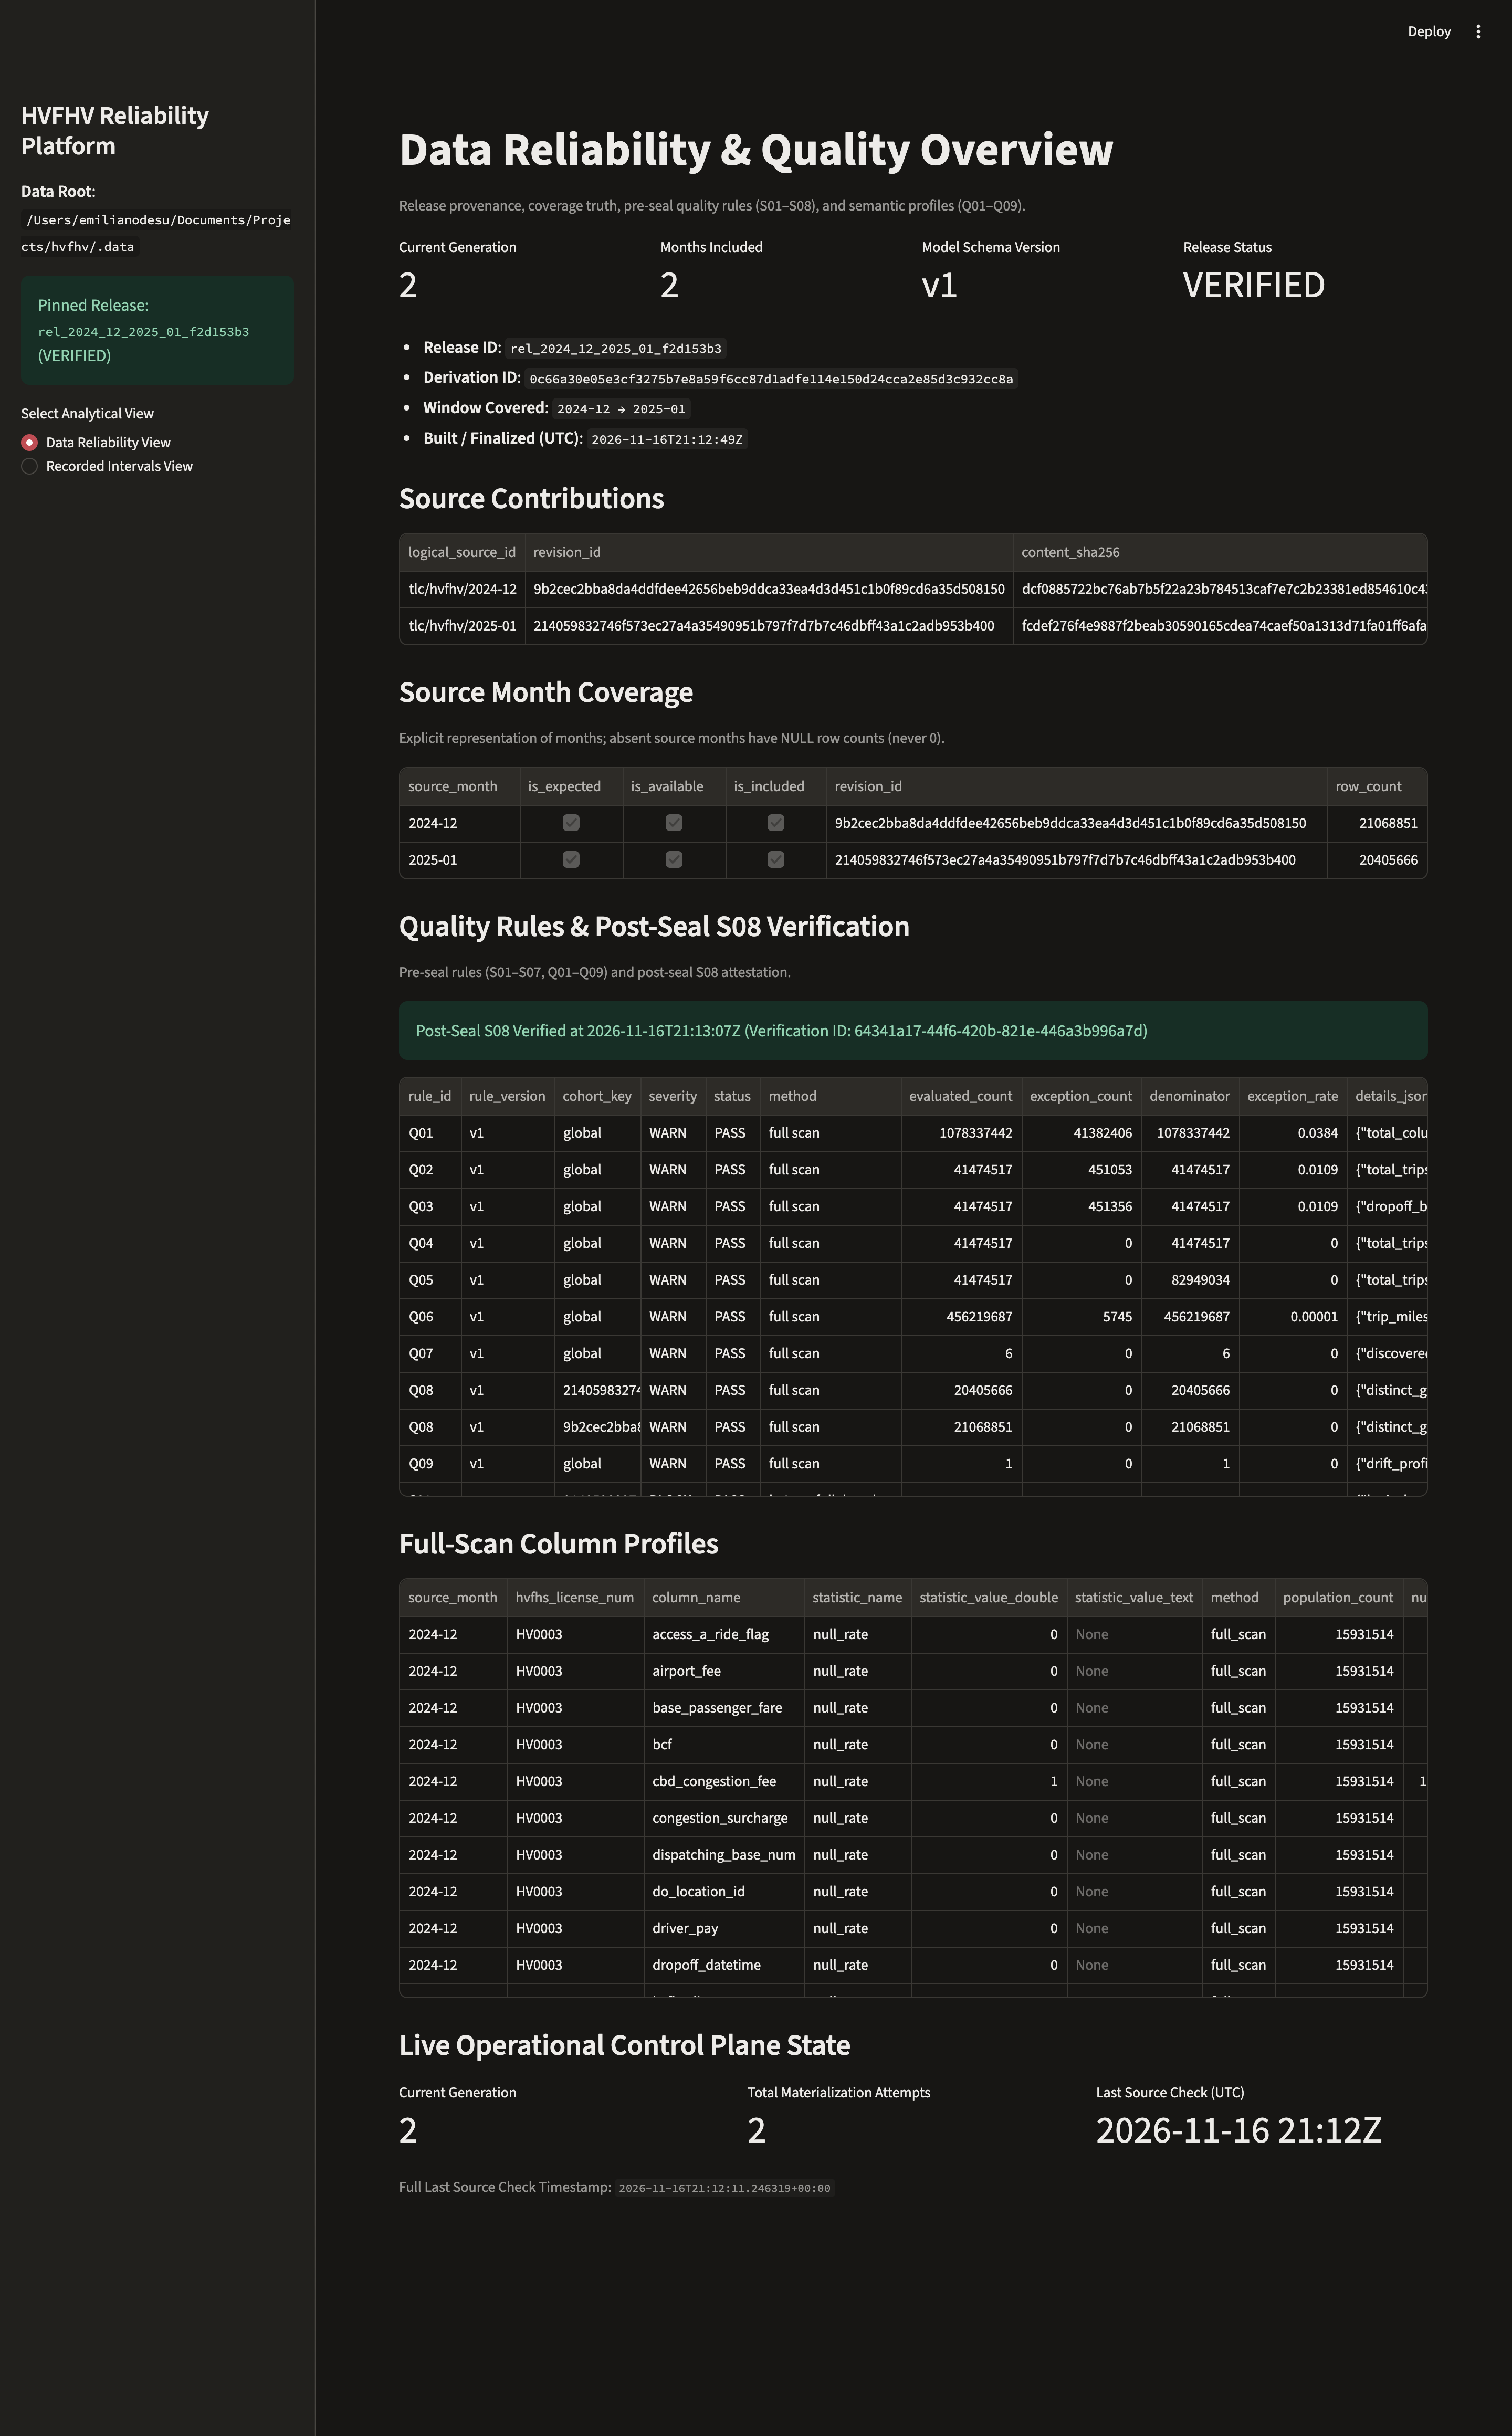 Deploy
HVFHV Reliability
Platform
Data Root:
/Users/emilianodesu/Documents/Proje
cts/hvfhv/.data
Pinned Release:
rel_2024_12_2025_01_f2d153b3
(VERIFIED)
Select Analytical View
Data Reliability View
Recorded Intervals View
Data Reliability & Quality Overview
Release provenance, coverage truth, pre-seal quality rules (S01–S08), and semantic profiles (Q01–Q09).
Current Generation Months Included Model Schema Version Release Status
2 2 v1 VERIFIED
Release ID: rel_2024_12_2025_01_f2d153b3
Derivation ID: 0c66a30e05e3cf3275b7e8a59f6cc87d1adfe114e150d24cca2e85d3c932cc8a
Window Covered: 2024-12 → 2025-01
Built / Finalized (UTC): 2026-11-16T21:12:49Z
Source Contributions
logical_source_id revision_id content_sha256
tlc/hvfhv/2024-12 9b2cec2bba8da4ddfdee42656beb9ddca33ea4d3d451c1b0f89cd6a35d508150 dcf0885722bc76ab7b5f22a23b784513caf7e7c2b23381ed854610c4
tlc/hvfhv/2025-01 214059832746f573ec27a4a35490951b797f7d7b7c46dbff43a1c2adb953b400 fcdef276f4e9887f2beab30590165cdea74caef50a1313d71fa01ff6afa
Source Month Coverage
Explicit representation of months; absent source months have NULL row counts (never 0).
source_month is_expected is_available is_included revision_id row_count
2024-12 9b2cec2bba8da4ddfdee42656beb9ddca33ea4d3d451c1b0f89cd6a35d508150 21068851
2025-01 214059832746f573ec27a4a35490951b797f7d7b7c46dbff43a1c2adb953b400 20405666
Quality Rules & Post-Seal S08 Verification
Pre-seal rules (S01–S07, Q01–Q09) and post-seal S08 attestation.
Post-Seal S08 Verified at 2026-11-16T21:13:07Z (Verification ID: 64341a17-44f6-420b-821e-446a3b996a7d)
rule_id rule_version cohort_key severity status method evaluated_count exception_count denominator exception_rate details_jsor
Q01 v1 global WARN PASS full scan 1078337442 41382406 1078337442 0.0384 {"total_colu
Q02 v1 global WARN PASS full scan 41474517 451053 41474517 0.0109 {"total_trips
Q03 v1 global WARN PASS full scan 41474517 451356 41474517 0.0109 {"dropoff_b
Q04 v1 global WARN PASS full scan 41474517 0 41474517 0 {"total_trips
Q05 v1 global WARN PASS full scan 41474517 0 82949034 0 {"total_trips
Q06 v1 global WARN PASS full scan 456219687 5745 456219687 0.00001 {"trip_miles
Q07 v1 global WARN PASS full scan 6 0 6 0 {"discovere
Q08 v1 2140598327 WARN PASS full scan 20405666 0 20405666 0 {"distinct_g
Q08 v1 9b2cec2bba WARN PASS full scan 21068851 0 21068851 0 {"distinct_g
Q09 v1 global WARN PASS full scan 1 0 1 0 {"drift_profi
Full-Scan Column Profiles
source_month hvfhs_license_num column_name statistic_name statistic_value_double statistic_value_text method population_count nu
2024-12 HV0003 access_a_ride_flag null_rate 0 None full_scan 15931514
2024-12 HV0003 airport_fee null_rate 0 None full_scan 15931514
2024-12 HV0003 base_passenger_fare null_rate 0 None full_scan 15931514
2024-12 HV0003 bcf null_rate 0 None full_scan 15931514
2024-12 HV0003 cbd_congestion_fee null_rate 1 None full_scan 15931514 1
2024-12 HV0003 congestion_surcharge null_rate 0 None full_scan 15931514
2024-12 HV0003 dispatching_base_num null_rate 0 None full_scan 15931514
2024-12 HV0003 do_location_id null_rate 0 None full_scan 15931514
2024-12 HV0003 driver_pay null_rate 0 None full_scan 15931514
2024-12 HV0003 dropoff_datetime null_rate 0 None full_scan 15931514
Live Operational Control Plane State
Current Generation Total Materialization Attempts Last Source Check (UTC)
2 2 2026-11-16 21:12Z
Full Last Source Check Timestamp: 2026-11-16T21:12:11.246319+00:00